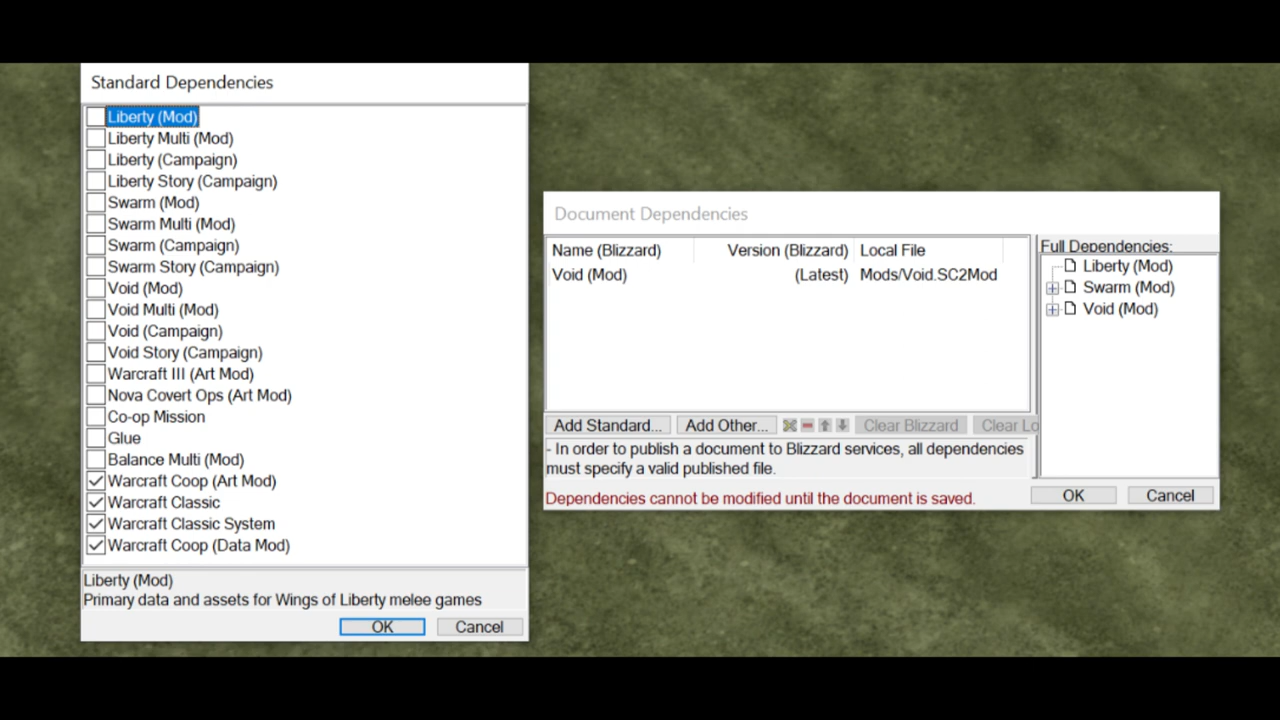 Standard Dependencies
Liberty (Mod)
Liberty Multi (Mod)
Liberty (Campaign)
Liberty Story (Campaign)
Swarm (Mod)
Swarm Multi (Mod)
Swarm (Campaign)
Swarm Story (Campaign)
Void (Mod)
Void Multi (Mod)
Void (Campaign)
Void Story (Campaign)
Warcraft III (Art Mod)
Nova Covert Ops (Art Mod)
Co-op Mission
Glue
Balance Multi (Mod)
Warcraft Coop (Art Mod)
Warcraft Classic
Warcraft Classic System
Warcraft Coop (Data Mod)
Liberty (Mod)
Primary data and assets for Wings of Liberty melee games
OK Cancel
Document Dependencies
Name (Blizzard) Version (Blizzard) Local File
Void (Mod) (Latest) Mods/Void.SC2Mod
Add Standard... Add Other... Clear Blizzard Clear Lo
- In order to publish a document to Blizzard services, all dependencies
must specify a valid published file.
Dependencies cannot be modified until the document is saved.
Full Dependencies:
Liberty (Mod)
Swarm (Mod)
Void (Mod)
OK Cancel